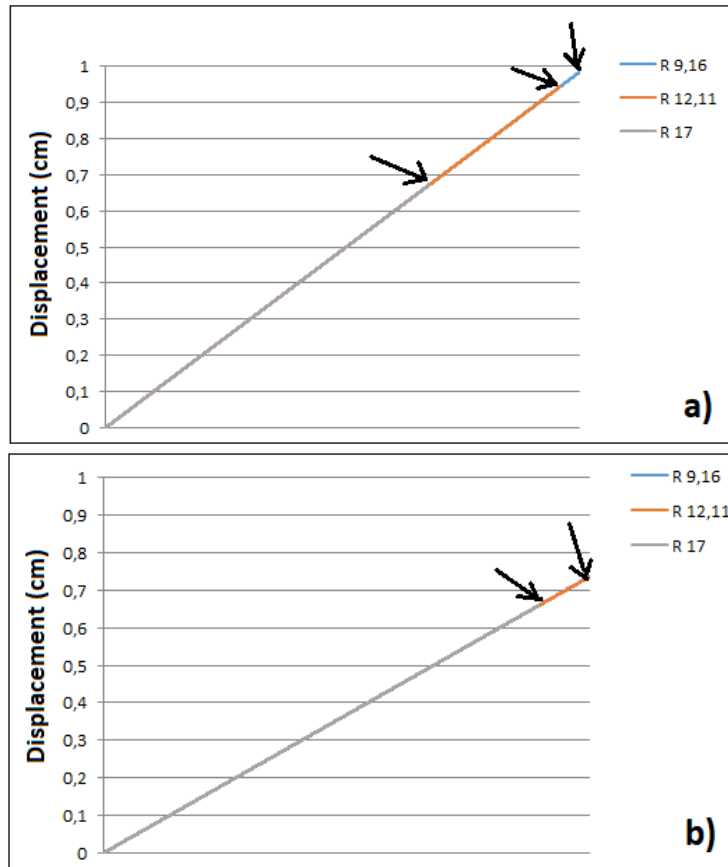 R 9,16
R 12,11
R 17
1
0,9
0,8
0,7
0,6
0,5
0,4
0,3
0,2
0,1
0
Displacement (cm)
a)
R 9,16
R 12,11
R 17
1
0,9
0,8
0,7
0,6
0,5
0,4
0,3
0,2
0,1
0
Displacement (cm)
b)